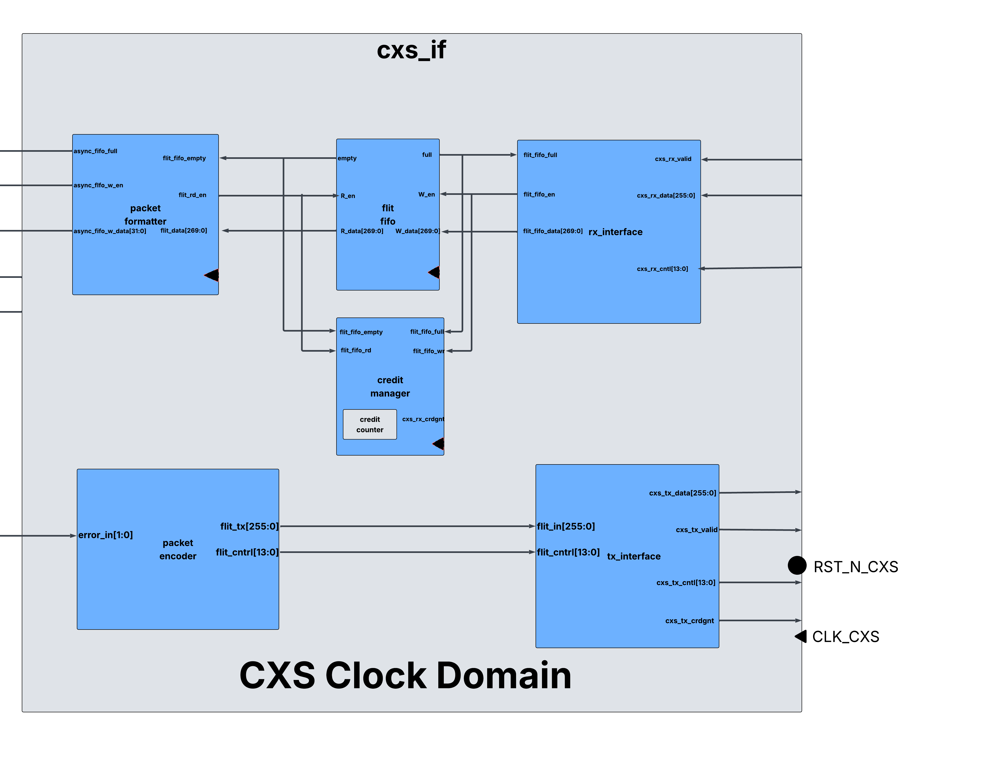 cxs_if
async_fifo_full
flit_fifo_empty
async_fIfo_w_en
flit_rd_en
packet
formatter
async_fifo_w_data[31:0]
flit_data[269:0]
empty
full
R_en
W_en
flit
fifo
R_data[269:0]
W_data[269:0]
flit_fifo_full
cxs_rx_valid
flit_fifo_en
cxs_rx_data[255:0]
flit_fifo_data[269:0]
rx_interface
cxs_rx_cntl[13:0]
flit_fifo_empty
flit_fifo_full
flit_fifo_rd
flit_fifo_wr
credit
manager
credit
counter
cxs_rx_crdgnt
error_in[1:0]
packet
encoder
flit_tx[255:0]
flit_cntrl[13:0]
flit_in[255:0]
flit_cntrl[13:0]
tx_interface
cxs_tx_data[255:0]
cxs_tx_valid
cxs_tx_cntl[13:0]
cxs_tx_crdgnt
RST_N_CXS
CLK_CXS
CXS Clock Domain